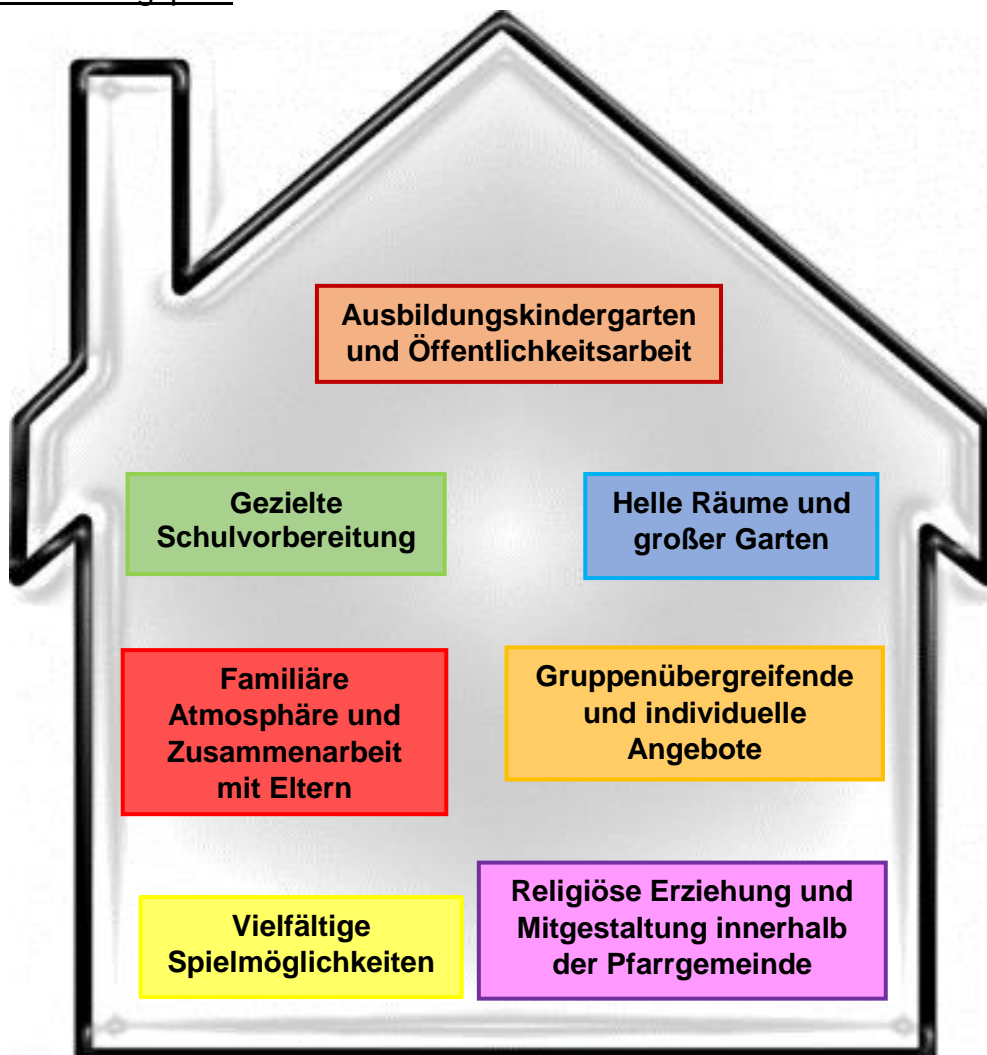 Ausbildungskindergarten
und Öffentlichkeitsarbeit
Gezielte
Schulvorbereitung
Helle Räume und
großer Garten
Familiäre
Atmosphäre und
Zusammenarbeit
mit Eltern
Gruppenübergreifende
und individuelle
Angebote
Vielfältige
Spielmöglichkeiten
Religiöse Erziehung und
Mitgestaltung innerhalb
der Pfarrgemeinde